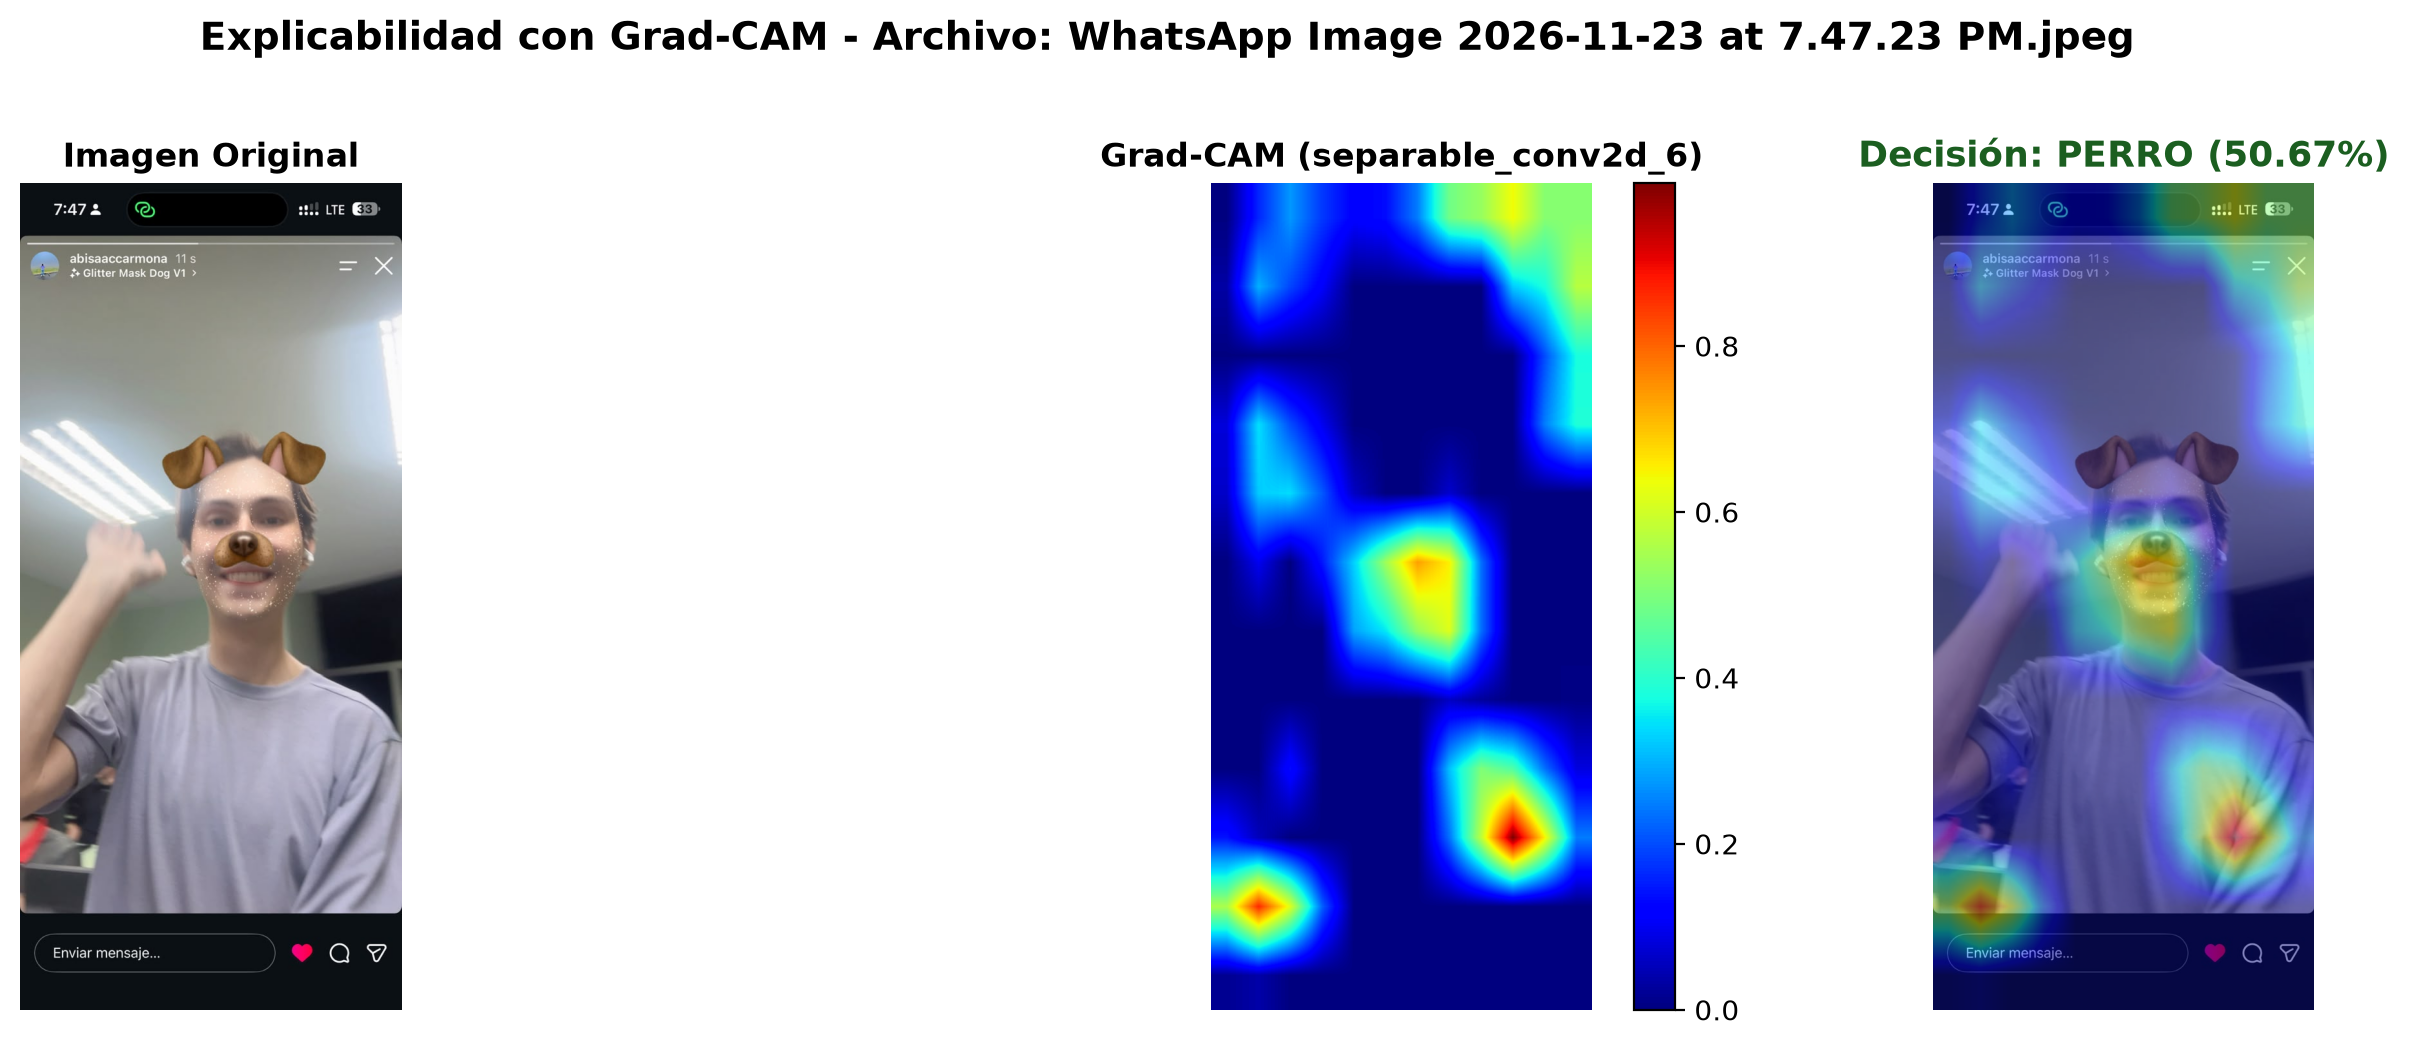 Explicabilidad con Grad-CAM - Archivo: WhatsApp Image 2026-11-23 at 7.47.23 PM.jpeg
Imagen Original
7:47
LTE 33
abisaaccarmona 11 s
Glitter Mask Dog V1 >
Enviar mensaje...
Grad-CAM (separable_conv2d_6)
0.8
0.6
0.4
0.2
0.0
Decisión: PERRO (50.67%)
7:47
LTE 33
abisaaccarmona 11 s
Glitter Mask Dog V1 >
Enviar mensaje...